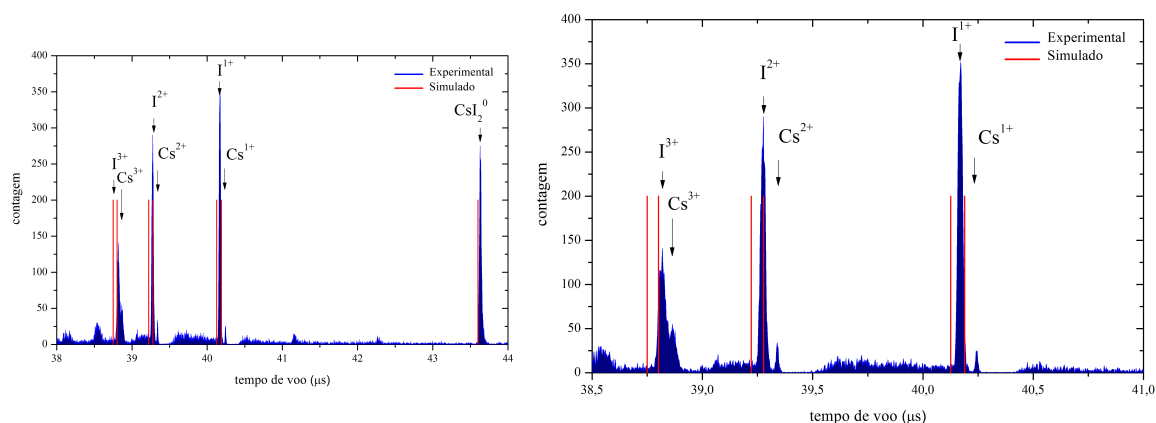 400
350
300
250
200
150
100
50
0
contagem
I³⁺
Cs³⁺
I²⁺
Cs²⁺
I¹⁺
Cs¹⁺
CsI₂⁰
Experimental
Simulado
38 39 40 41 42 43 44
tempo de voo (μs)
400
350
300
250
200
150
100
50
0
contagem
I³⁺
Cs³⁺
I²⁺
Cs²⁺
I¹⁺
Cs¹⁺
Experimental
Simulado
38,5 39,0 39,5 40,0 40,5 41,0
tempo de voo (μs)